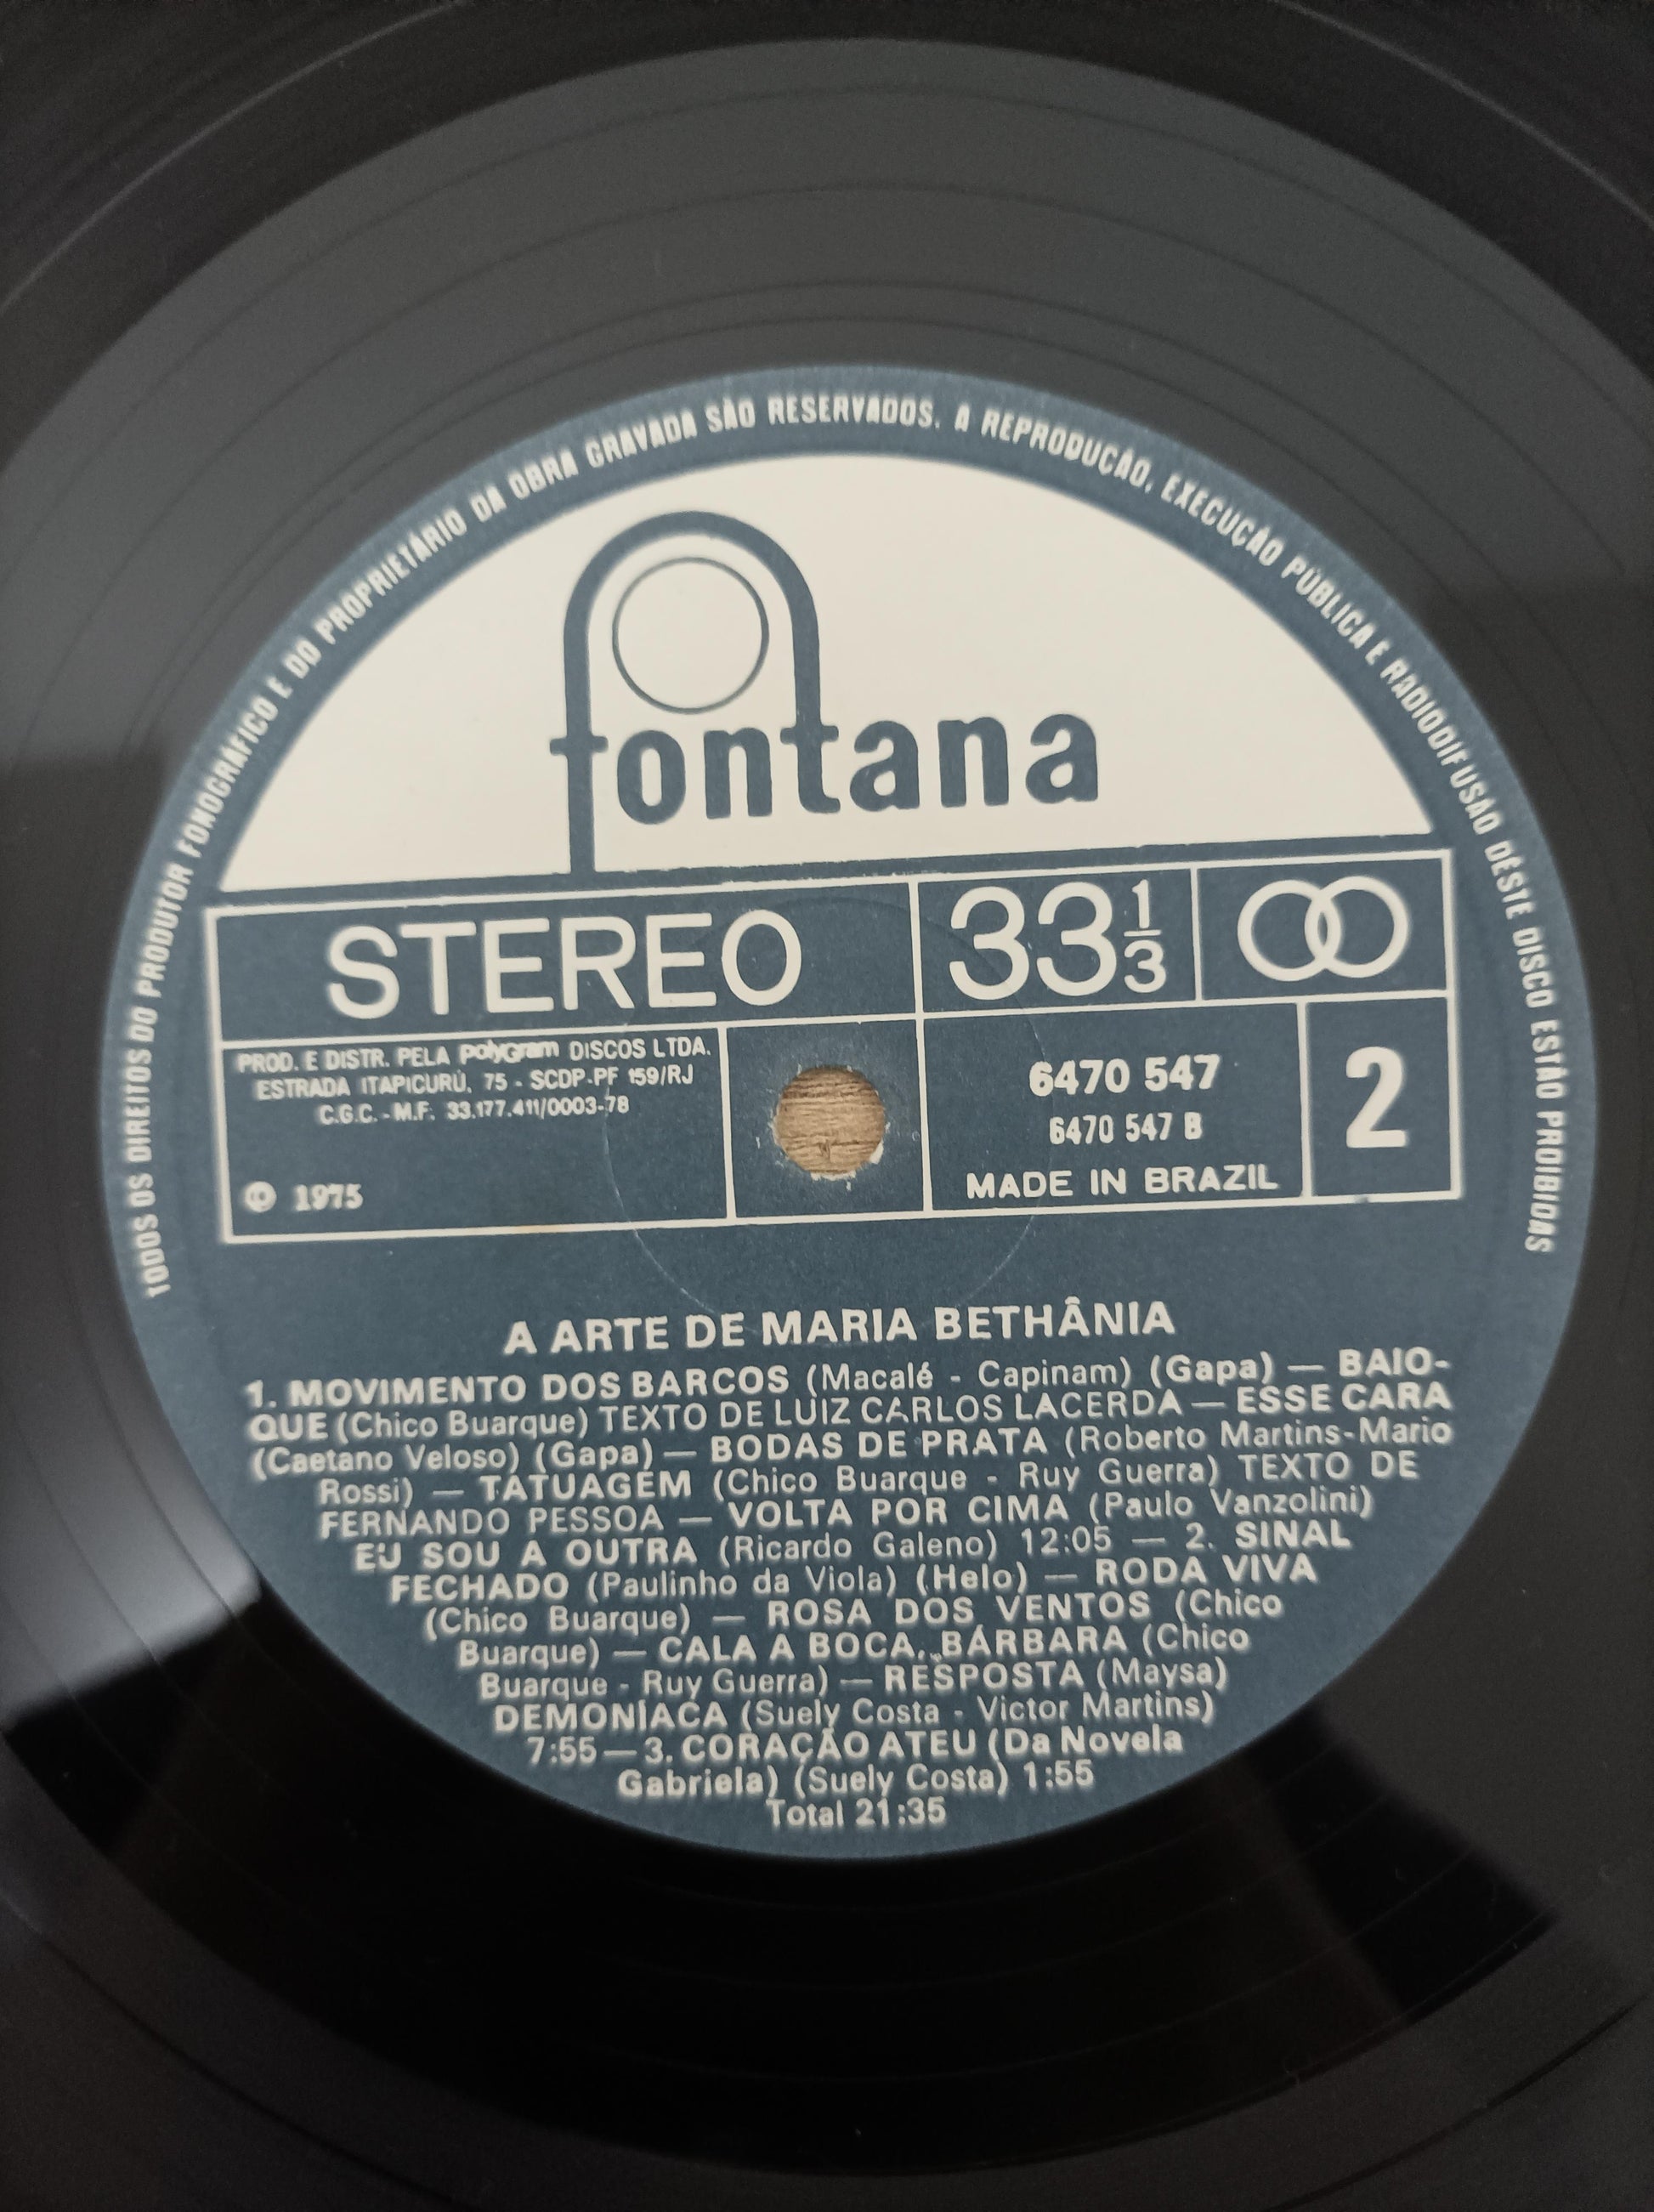 TODOS OS DIREITOS DO PRODUTOR FONOGRÁFICO E DO PROPRIETÁRIO DA OBRA GRAVADA SÃO RESERVADOS. A REPRODUÇÃO, EXECUÇÃO PÚBLICA E RADIODIFUSÃO DÊSTE DISCO ESTÃO PROIBIDAS
fontana
STEREO
33 1/3
PROD. E DISTR. PELA PolyGram DISCOS LTDA.
ESTRADA ITAPICURÚ, 75 - SCDP-PF 159/RJ
C.G.C. - M.F. 33.177.411/0003-78
℗ 1975
6470 547
6470 547 B
MADE IN BRAZIL
2
A ARTE DE MARIA BETHÂNIA
1. MOVIMENTO DOS BARCOS (Macalé - Capinam) (Gapa) — BAIO-
QUE (Chico Buarque) TEXTO DE LUIZ CARLOS LACERDA — ESSE CARA
(Caetano Veloso) (Gapa) — BODAS DE PRATA (Roberto Martins-Mario
Rossi) — TATUAGEM (Chico Buarque - Ruy Guerra) TEXTO DE
FERNANDO PESSOA — VOLTA POR CIMA (Paulo Vanzolini)
EU SOU A OUTRA (Ricardo Galeno) 12:05 — 2. SINAL
FECHADO (Paulinho da Viola) (Helo) — RODA VIVA
(Chico Buarque) — ROSA DOS VENTOS (Chico
Buarque) — CALA A BOCA, BÁRBARA (Chico
Buarque - Ruy Guerra) — RESPOSTA (Maysa)
DEMONÍACA (Suely Costa - Victor Martins)
7:55 — 3. CORAÇÃO ATEU (Da Novela
Gabriela) (Suely Costa) 1:55
Total 21:35